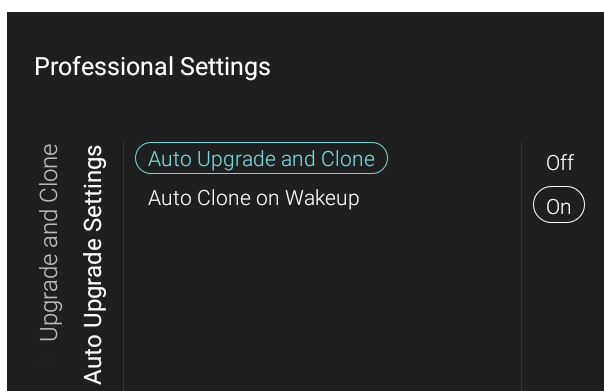 Professional Settings
Upgrade and Clone
Auto Upgrade Settings
Auto Upgrade and Clone
Auto Clone on Wakeup
Off
On